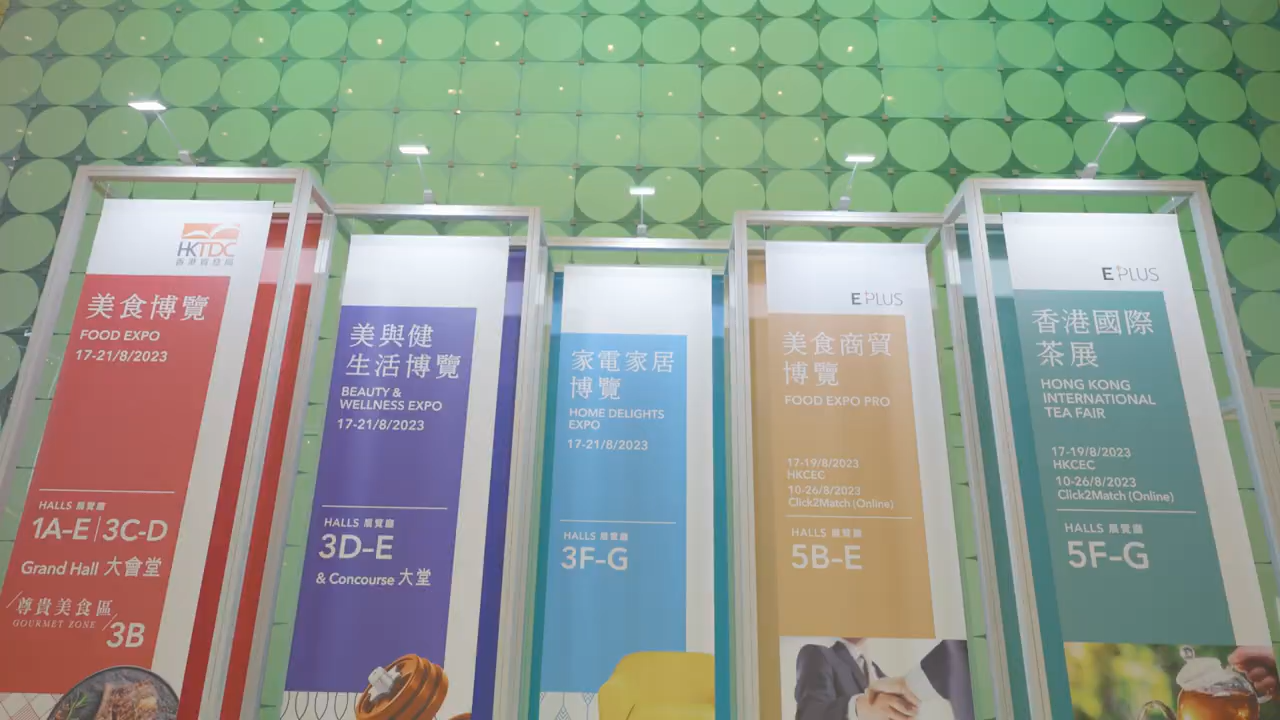 HKTDC
香港貿發局
美食博覽
FOOD EXPO
17-21/8/2023
HALLS 展覽廳
1A-E|3C-D
Grand Hall 大會堂
尊貴美食區
GOURMET ZONE
3B
美與健
生活博覽
BEAUTY &
WELLNESS EXPO
17-21/8/2023
HALLS 展覽廳
3D-E
& Concourse 大堂
家電家居
博覽
HOME DELIGHTS
EXPO
17-21/8/2023
HALLS 展覽廳
3F-G
E PLUS
美食商貿
博覽
FOOD EXPO PRO
17-19/8/2023
HKCEC
10-26/8/2023
Click2Match (Online)
HALLS 展覽廳
5B-E
E PLUS
香港國際
茶展
HONG KONG
INTERNATIONAL
TEA FAIR
17-19/8/2023
HKCEC
10-26/8/2023
Click2Match (Online)
HALLS 展覽廳
5F-G